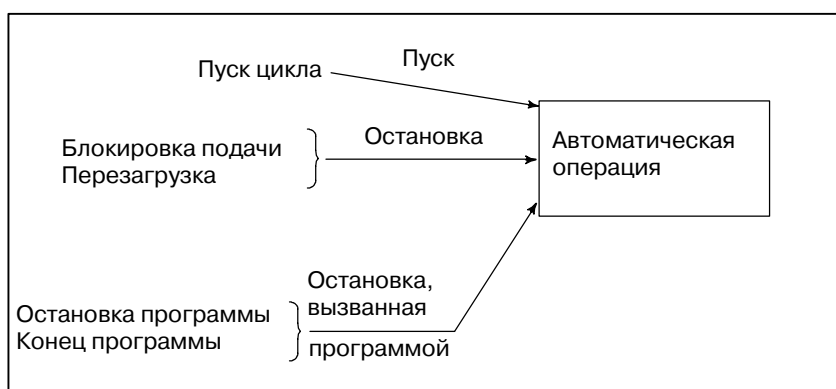 Пуск цикла
Пуск
Блокировка подачи
Перезагрузка
Остановка
Автоматическая
операция
Остановка программы
Конец программы
Остановка,
вызванная
программой